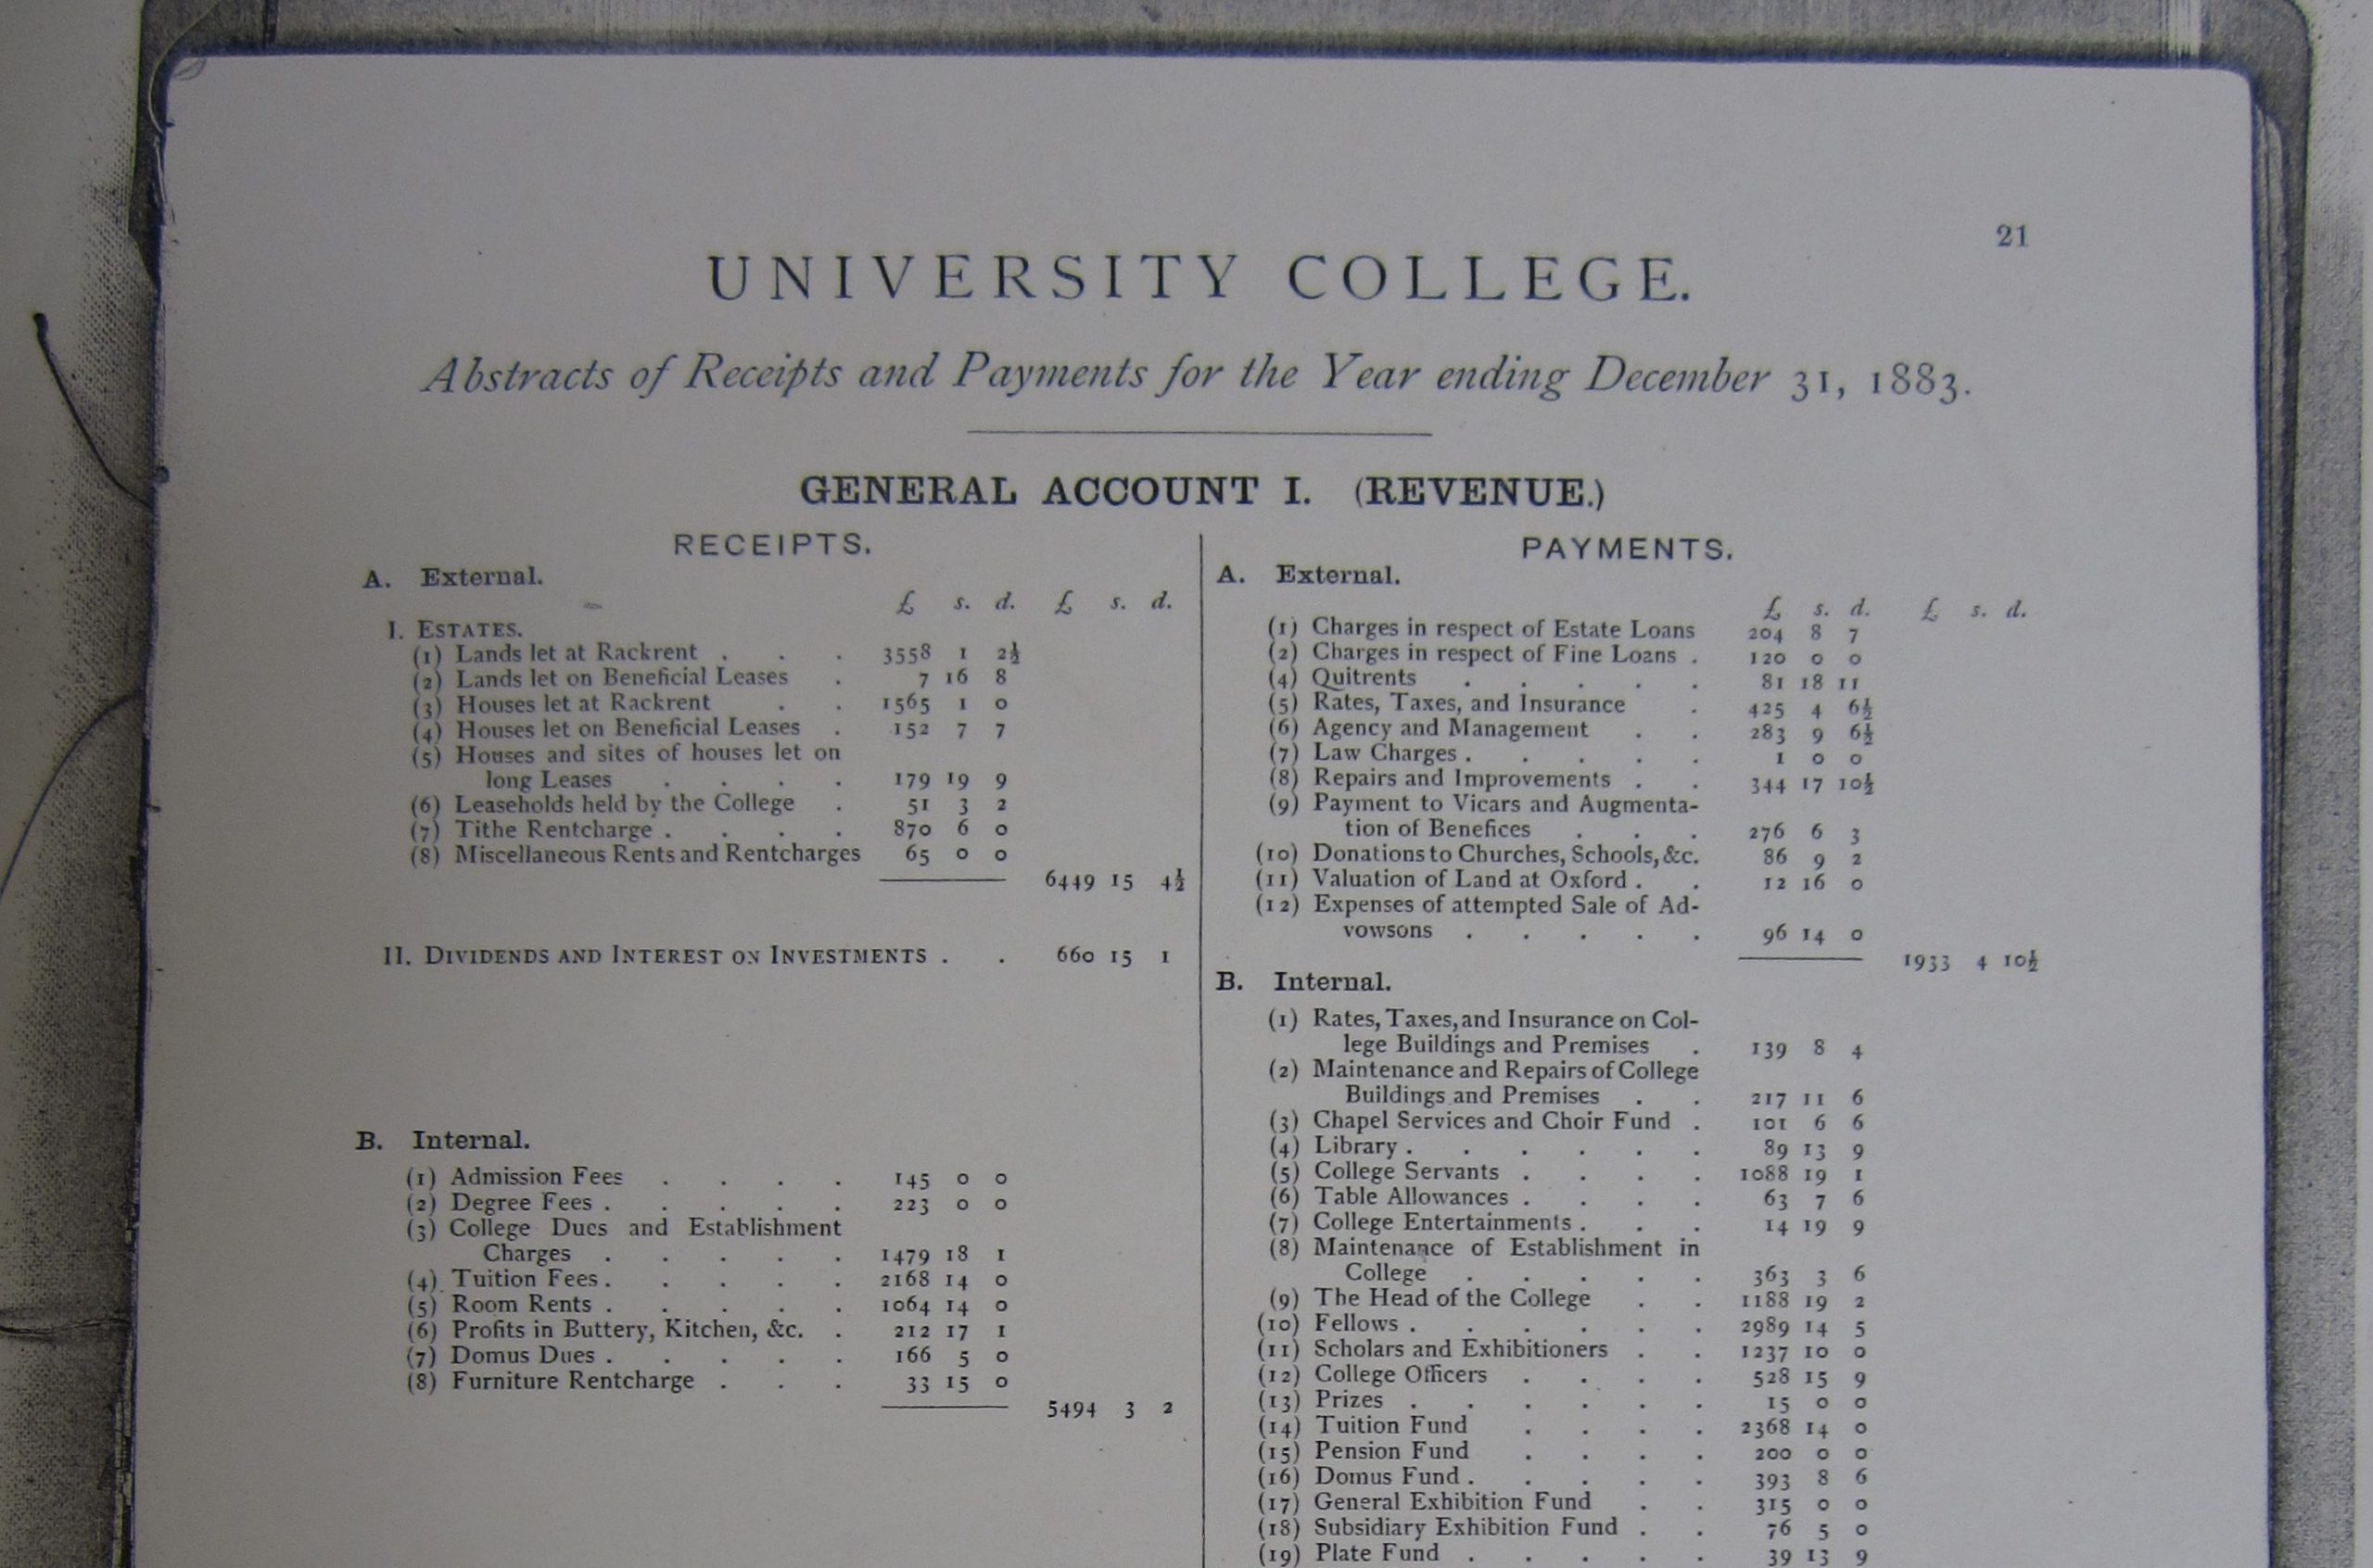 21
UNIVERSITY COLLEGE.
Abstracts of Receipts and Payments for the Year ending December 31, 1883.
GENERAL ACCOUNT I. (REVENUE.)
RECEIPTS.
A. External.
£ s. d. £ s. d.
I. ESTATES.
(1) Lands let at Rackrent . . . 3558 1 2½
(2) Lands let on Beneficial Leases . 7 16 8
(3) Houses let at Rackrent . . 1565 1 0
(4) Houses let on Beneficial Leases . 152 7 7
(5) Houses and sites of houses let on
long Leases . . . . 179 19 9
(6) Leaseholds held by the College . 51 3 2
(7) Tithe Rentcharge . . . . 870 6 0
(8) Miscellaneous Rents and Rentcharges 65 0 0
6449 15 4½
II. DIVIDENDS AND INTEREST ON INVESTMENTS . . 660 15 1
B. Internal.
(1) Admission Fees . . . . 145 0 0
(2) Degree Fees . . . . . 223 0 0
(3) College Dues and Establishment
Charges . . . . . 1479 18 1
(4) Tuition Fees . . . . . 2168 14 0
(5) Room Rents . . . . . 1064 14 0
(6) Profits in Buttery, Kitchen, &c. . 212 17 1
(7) Domus Dues . . . . . 166 5 0
(8) Furniture Rentcharge . . . 33 15 0
5494 3 2
PAYMENTS.
A. External.
£ s. d. £ s. d.
(1) Charges in respect of Estate Loans 204 8 7
(2) Charges in respect of Fine Loans . 120 0 0
(4) Quitrents . . . . . 81 18 11
(5) Rates, Taxes, and Insurance . 425 4 6½
(6) Agency and Management . . 283 9 6½
(7) Law Charges . . . . . 1 0 0
(8) Repairs and Improvements . . 344 17 10½
(9) Payment to Vicars and Augmenta-
tion of Benefices . . . 276 6 3
(10) Donations to Churches, Schools, &c. 86 9 2
(11) Valuation of Land at Oxford . . 12 16 0
(12) Expenses of attempted Sale of Ad-
vowsons . . . . . 96 14 0
1933 4 10½
B. Internal.
(1) Rates, Taxes, and Insurance on Col-
lege Buildings and Premises . 139 8 4
(2) Maintenance and Repairs of College
Buildings and Premises . . 217 11 6
(3) Chapel Services and Choir Fund . 101 6 6
(4) Library . . . . . . 89 13 9
(5) College Servants . . . . 1088 19 1
(6) Table Allowances . . . . 63 7 6
(7) College Entertainments . . . 14 19 9
(8) Maintenance of Establishment in
College . . . . . 363 3 6
(9) The Head of the College . . 1188 19 2
(10) Fellows . . . . . . 2989 14 5
(11) Scholars and Exhibitioners . . 1237 10 0
(12) College Officers . . . . 528 15 9
(13) Prizes . . . . . . 15 0 0
(14) Tuition Fund . . . . 2368 14 0
(15) Pension Fund . . . . 200 0 0
(16) Domus Fund . . . . . 393 8 6
(17) General Exhibition Fund . . 315 0 0
(18) Subsidiary Exhibition Fund . . 76 5 0
(19) Plate Fund . . . . . 39 13 9